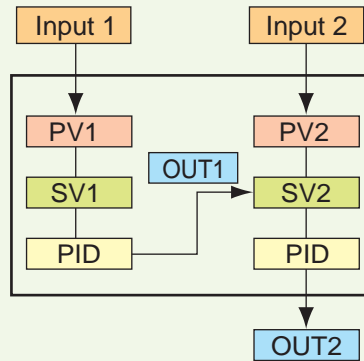 Input 1
Input 2
PV1
PV2
OUT1
SV1
SV2
PID
PID
OUT2